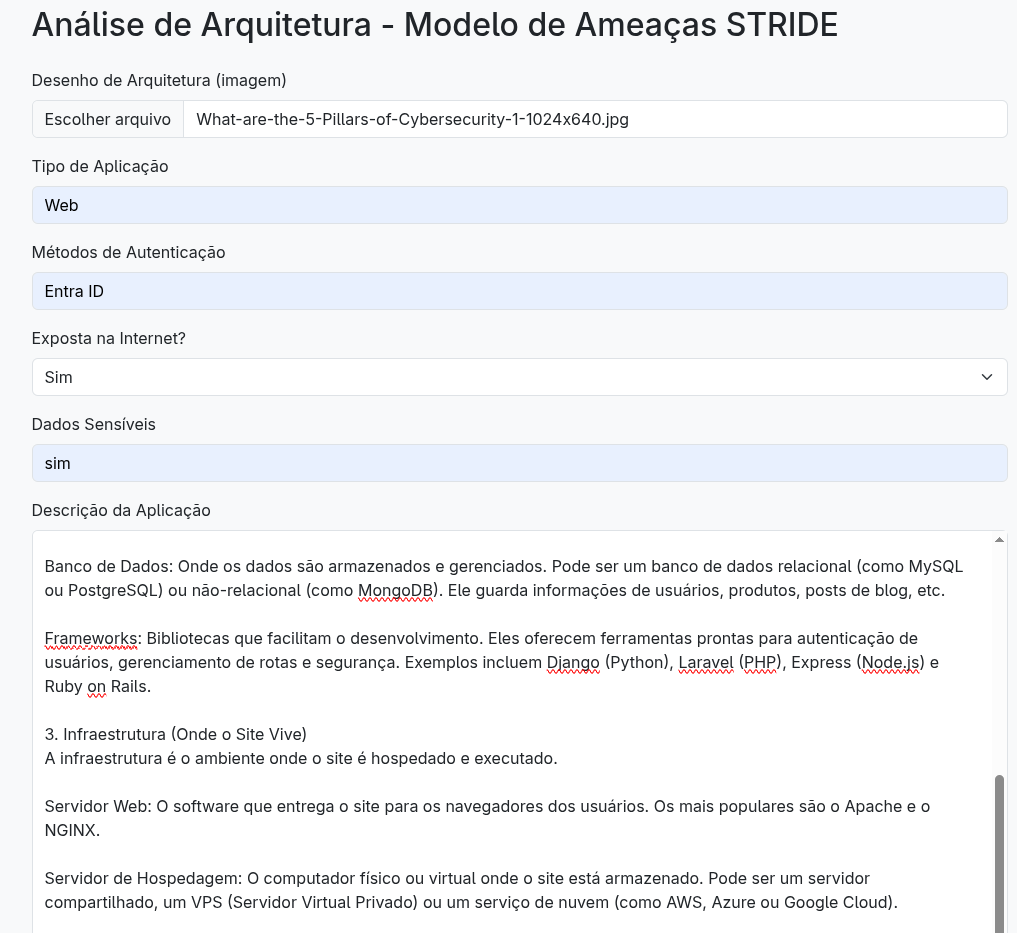 Análise de Arquitetura - Modelo de Ameaças STRIDE
Desenho de Arquitetura (imagem)
Escolher arquivo What-are-the-5-Pillars-of-Cybersecurity-1-1024x640.jpg
Tipo de Aplicação
Web
Métodos de Autenticação
Entra ID
Exposta na Internet?
Sim
Dados Sensíveis
sim
Descrição da Aplicação
Banco de Dados: Onde os dados são armazenados e gerenciados. Pode ser um banco de dados relacional (como MySQL
ou PostgreSQL) ou não-relacional (como MongoDB). Ele guarda informações de usuários, produtos, posts de blog, etc.
Frameworks: Bibliotecas que facilitam o desenvolvimento. Eles oferecem ferramentas prontas para autenticação de
usuários, gerenciamento de rotas e segurança. Exemplos incluem Django (Python), Laravel (PHP), Express (Node.js) e
Ruby on Rails.
3. Infraestrutura (Onde o Site Vive)
A infraestrutura é o ambiente onde o site é hospedado e executado.
Servidor Web: O software que entrega o site para os navegadores dos usuários. Os mais populares são o Apache e o
NGINX.
Servidor de Hospedagem: O computador físico ou virtual onde o site está armazenado. Pode ser um servidor
compartilhado, um VPS (Servidor Virtual Privado) ou um serviço de nuvem (como AWS, Azure ou Google Cloud).